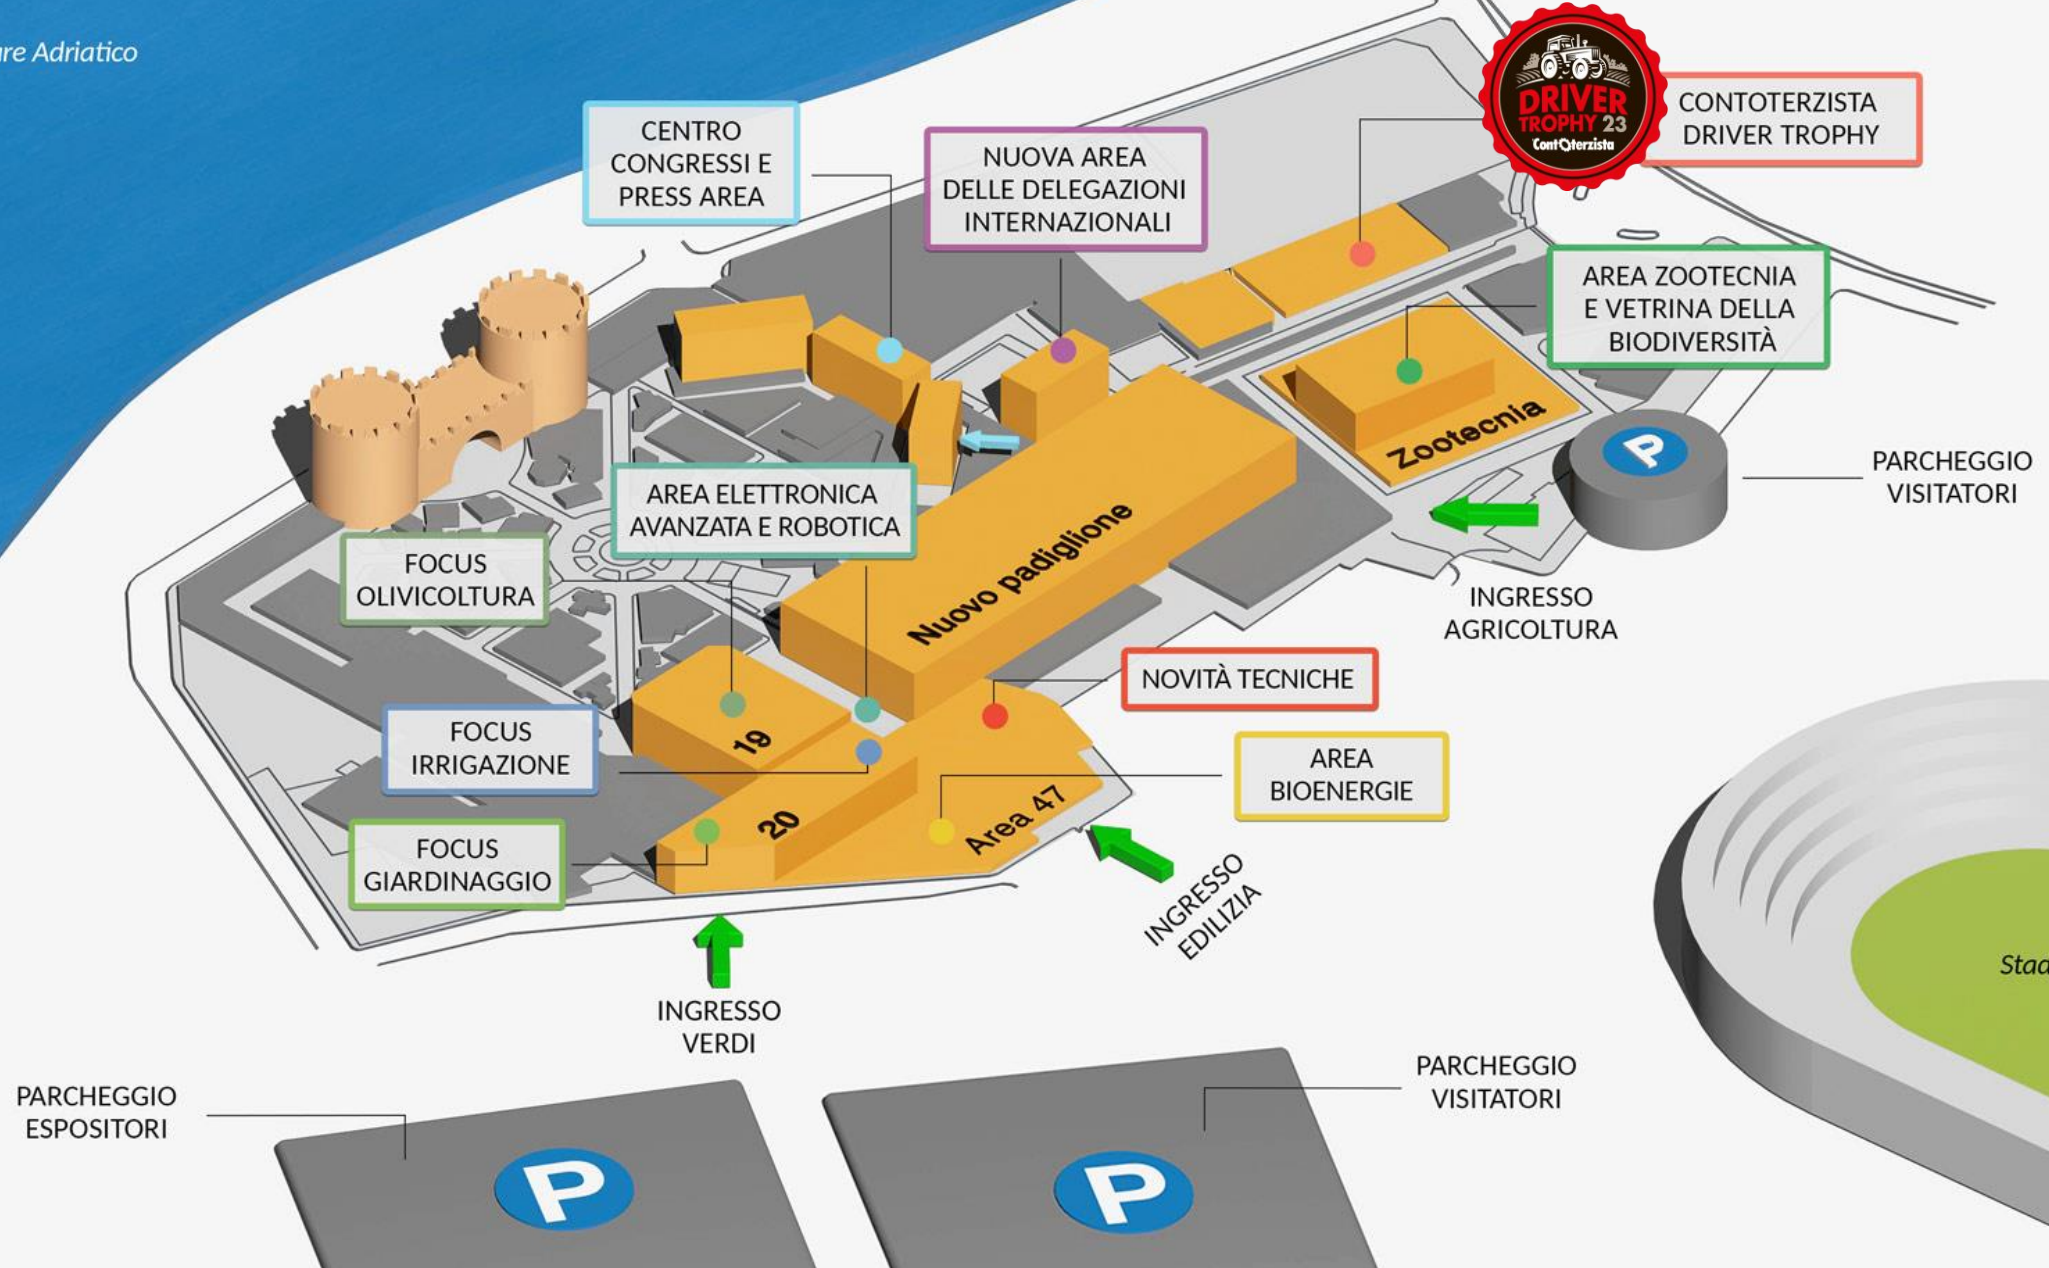 are Adriatico
DRIVER
TROPHY 23
ContOterzista
CONTOTERZISTA
DRIVER TROPHY
CENTRO
CONGRESSI E
PRESS AREA
NUOVA AREA
DELLE DELEGAZIONI
INTERNAZIONALI
AREA ZOOTECNIA
E VETRINA DELLA
BIODIVERSITÀ
Zootecnia
P
PARCHEGGIO
VISITATORI
AREA ELETTRONICA
AVANZATA E ROBOTICA
Nuovo padiglione
FOCUS
OLIVICOLTURA
INGRESSO
AGRICOLTURA
NOVITÀ TECNICHE
FOCUS
IRRIGAZIONE
19
AREA
BIOENERGIE
20
Area 47
FOCUS
GIARDINAGGIO
INGRESSO
EDILIZIA
INGRESSO
VERDI
Stad
PARCHEGGIO
ESPOSITORI
P
PARCHEGGIO
VISITATORI
P